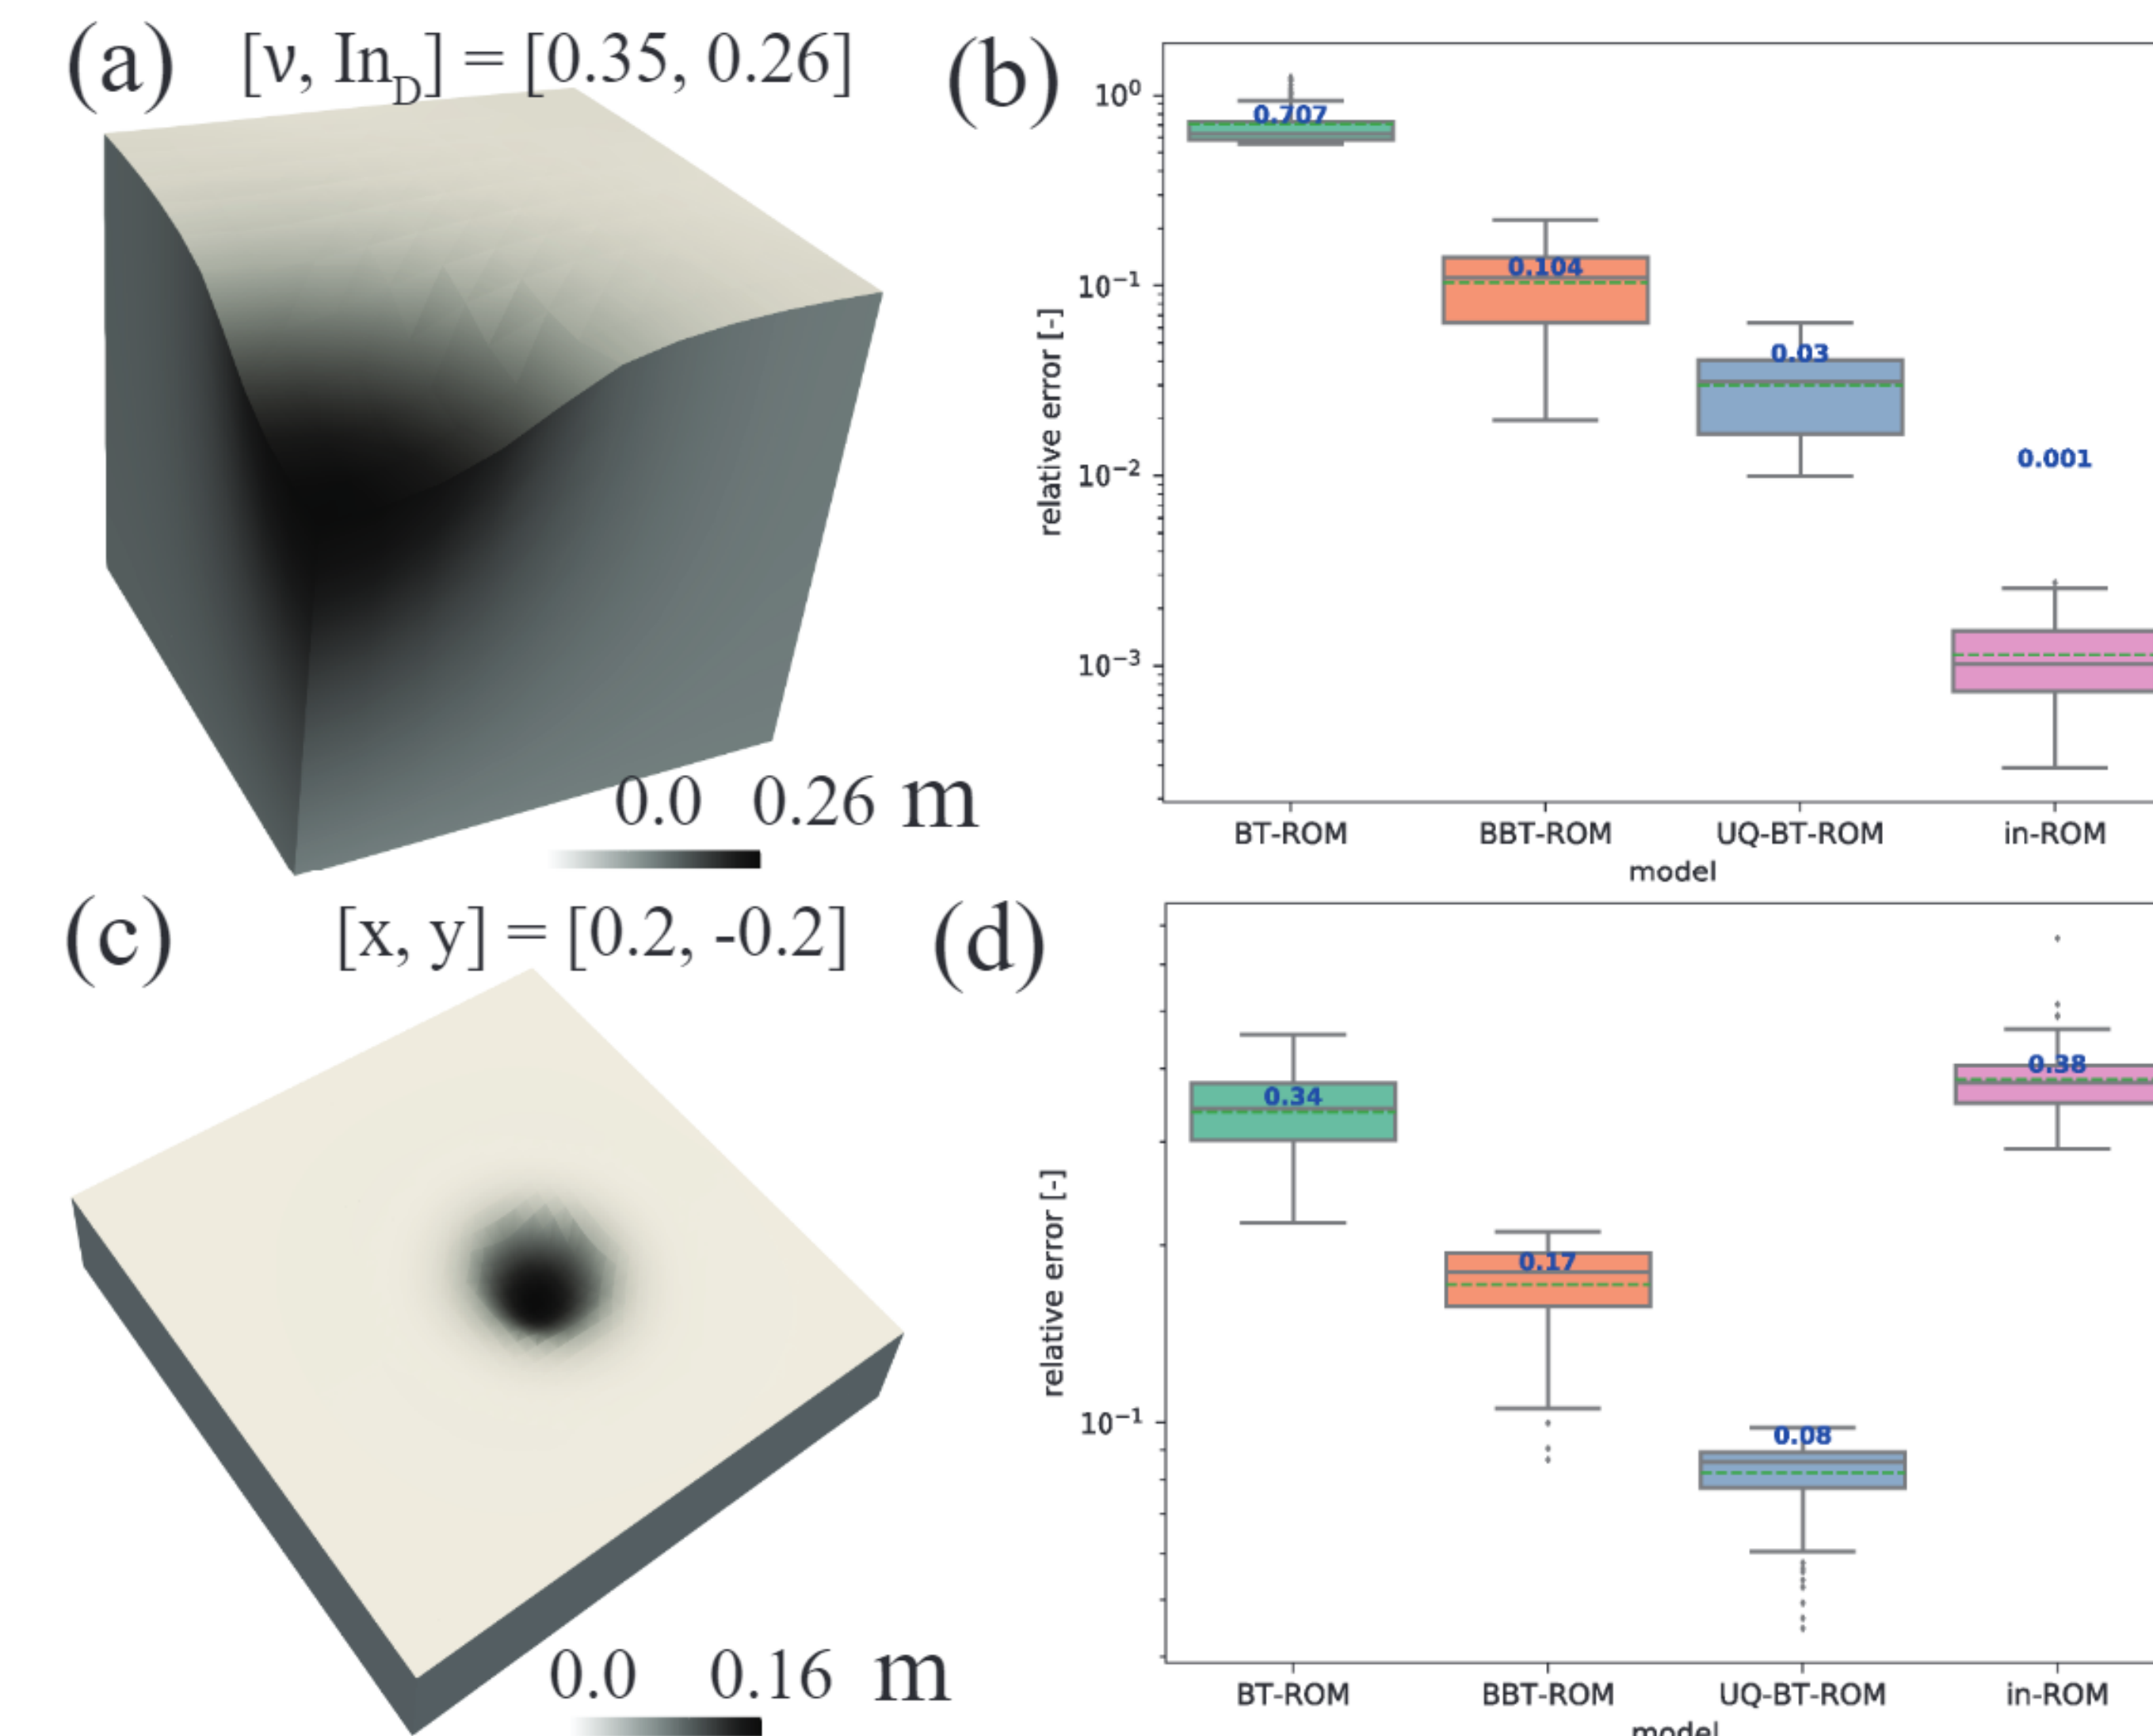 (a) [ν, In_D] = [0.35, 0.26]
0.0 0.26 m
(b)
10⁰
10⁻¹
10⁻²
10⁻³
relative error [-]
0.707
0.104
0.03
0.001
BT-ROM BBT-ROM UQ-BT-ROM in-ROM
model
(c) [x, y] = [0.2, -0.2]
0.0 0.16 m
(d)
10⁻¹
relative error [-]
0.34
0.17
0.08
0.38
BT-ROM BBT-ROM UQ-BT-ROM in-ROM
model